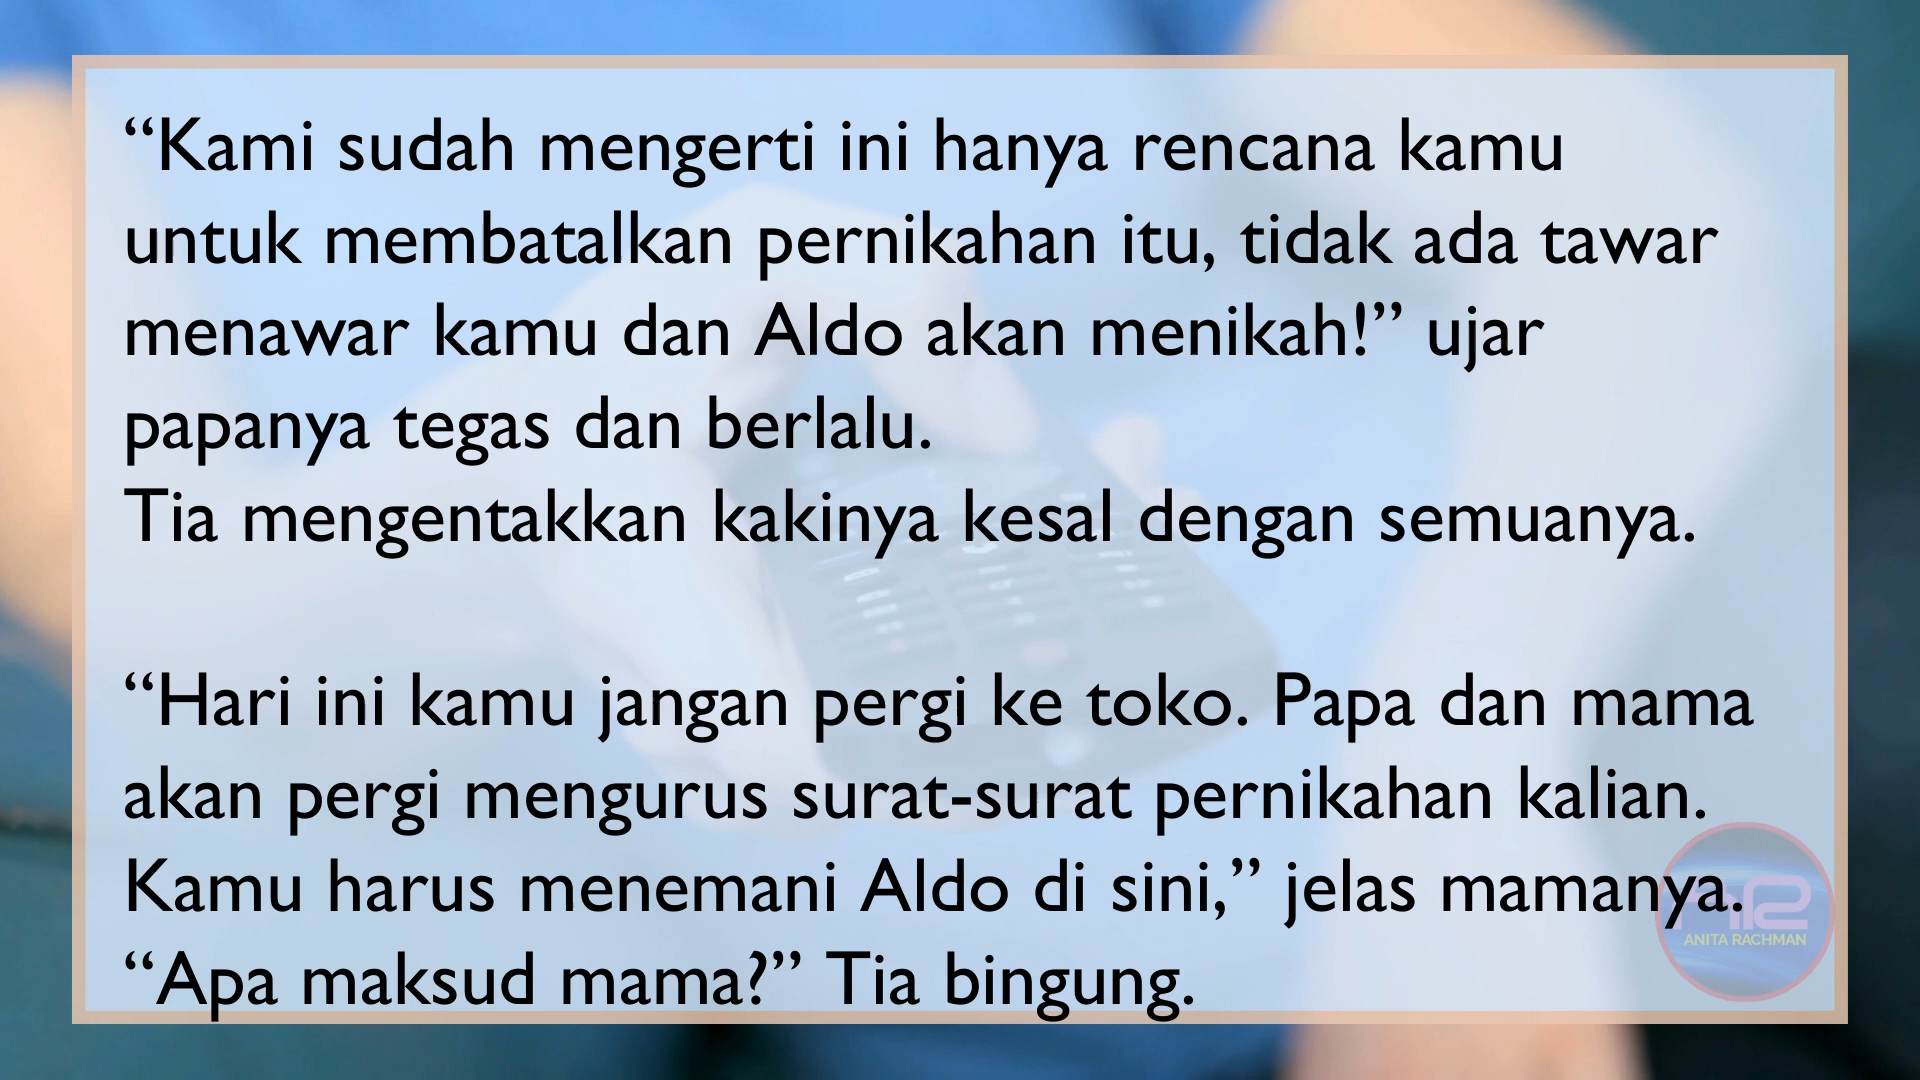 “Kami sudah mengerti ini hanya rencana kamu
untuk membatalkan pernikahan itu, tidak ada tawar
menawar kamu dan Aldo akan menikah!” ujar
papanya tegas dan berlalu.
Tia mengentakkan kakinya kesal dengan semuanya.
“Hari ini kamu jangan pergi ke toko. Papa dan mama
akan pergi mengurus surat-surat pernikahan kalian.
Kamu harus menemani Aldo di sini,” jelas mamanya.
“Apa maksud mama?” Tia bingung.
ANITA RACHMAN